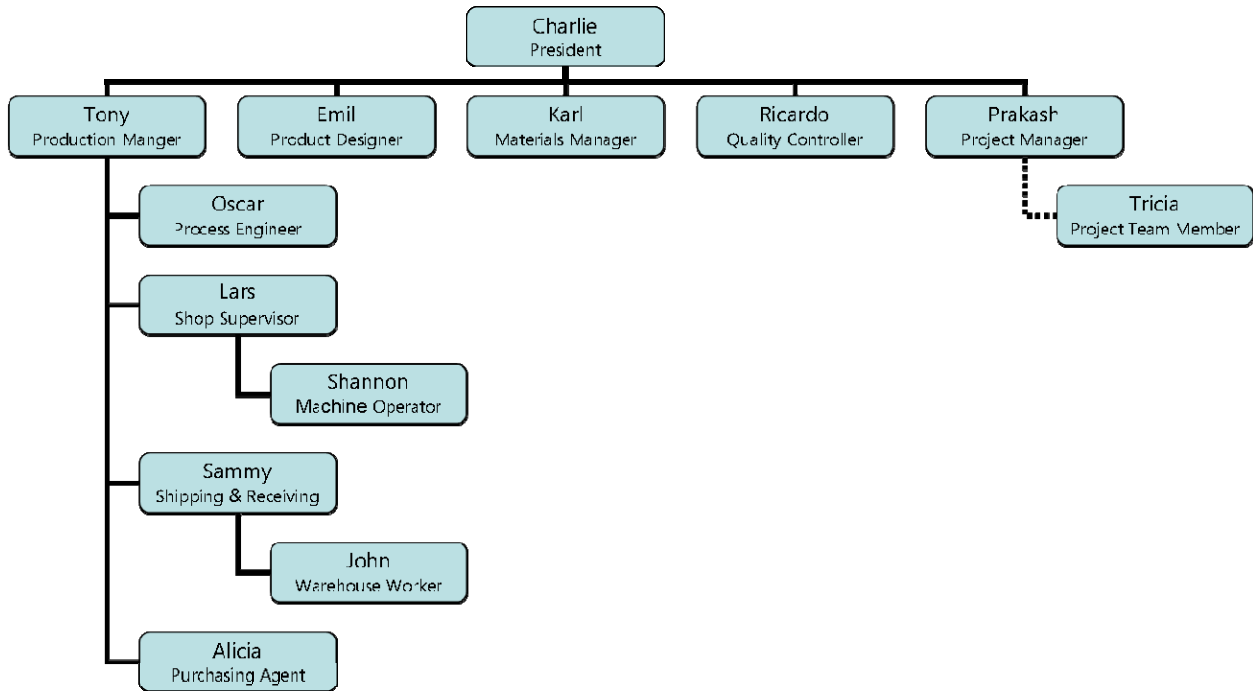 Charlie
President
Tony
Production Manger
Emil
Product Designer
Karl
Materials Manager
Ricardo
Quality Controller
Prakash
Project Manager
Oscar
Process Engineer
Tricia
Project Team Member
Lars
Shop Supervisor
Shannon
Machine Operator
Sammy
Shipping & Receiving
John
Warehouse Worker
Alicia
Purchasing Agent